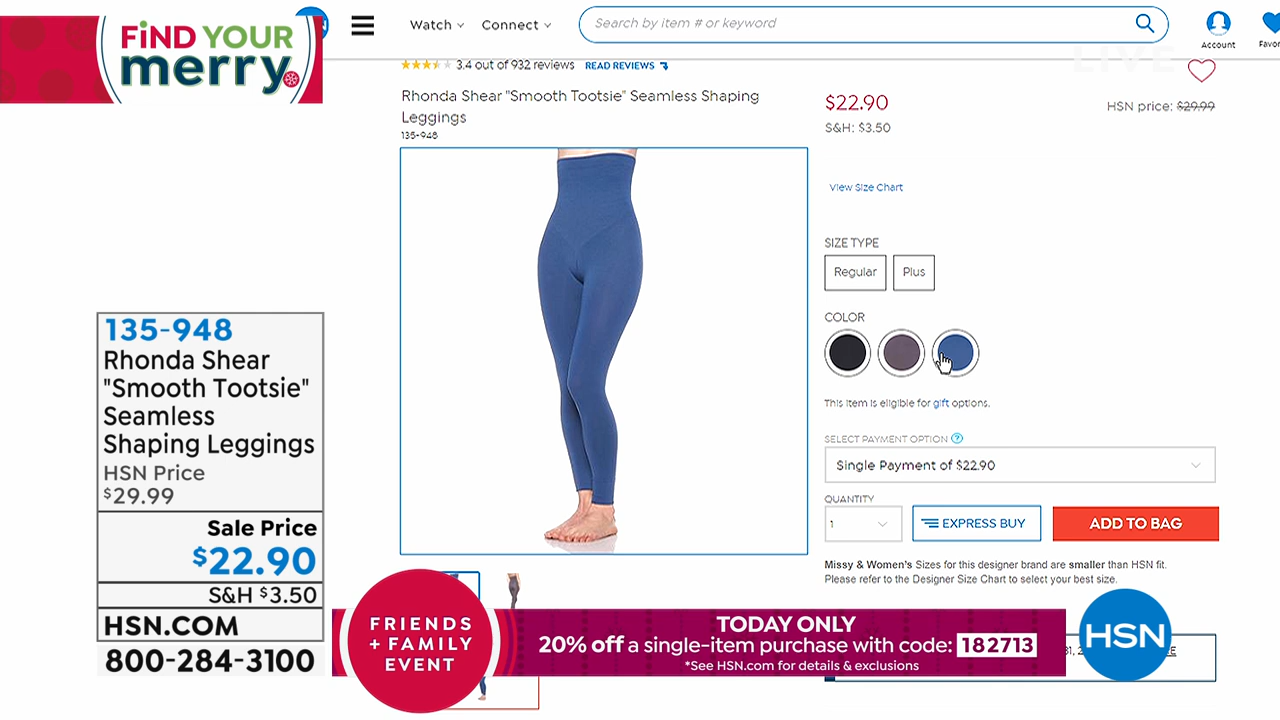 FiND YOUR
merry
Watch
Connect
Search by item # or keyword
Account
LIVE
3.4 out of 932 reviews
READ REVIEWS
Rhonda Shear "Smooth Tootsie" Seamless Shaping
Leggings
135-948
$22.90
HSN price: $29.99
S&H: $3.50
View Size Chart
SIZE TYPE
Regular
Plus
COLOR
This item is eligible for gift options.
SELECT PAYMENT OPTION
Single Payment of $22.90
QUANTITY
1
EXPRESS BUY
ADD TO BAG
Missy & Women's Sizes for this designer brand are smaller than HSN fit.
Please refer to the Designer Size Chart to select your best size.
135-948
Rhonda Shear
"Smooth Tootsie"
Seamless
Shaping Leggings
HSN Price
$29.99
Sale Price
$22.90
S&H $3.50
HSN.COM
800-284-3100
FRIENDS
+ FAMILY
EVENT
TODAY ONLY
20% off a single-item purchase with code: 182713
*See HSN.com for details & exclusions
HSN